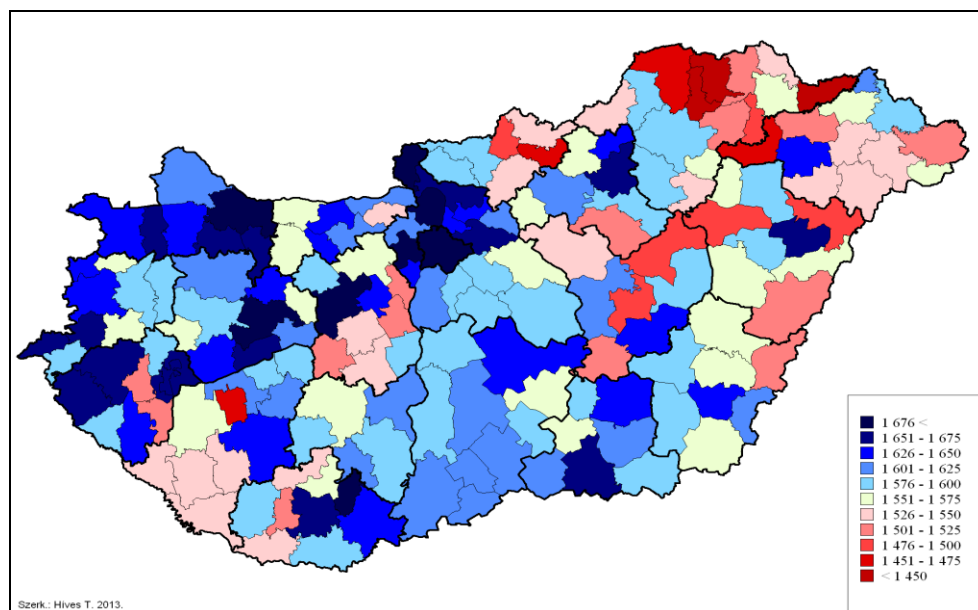 1 676 <
1 651 - 1 675
1 626 - 1 650
1 601 - 1 625
1 576 - 1 600
1 551 - 1 575
1 526 - 1 550
1 501 - 1 525
1 476 - 1 500
1 451 - 1 475
< 1 450
Szerk.: Híves T. 2013.